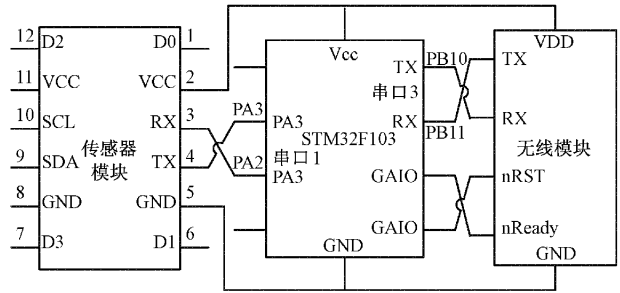 12 D2 D0 1
11 VCC VCC 2
10 SCL RX 3
9 SDA TX 4
8 GND GND 5
7 D3 D1 6
传感器
模块
PA3
PA2
Vcc
TX PB10
串口3
PA3 STM32F103
串口1
RX PB11
PA3
GAIO
GAIO
GND
VDD
TX
RX
无线模块
nRST
nReady
GND